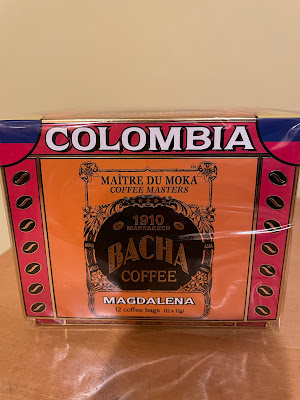 COLOMBIA
MAÎTRE DU MOKA
COFFEE MASTERS
1910
MARRAKECH
BACHA
COFFEE
MAGDALENA
12 coffee bags (12 x 12g)